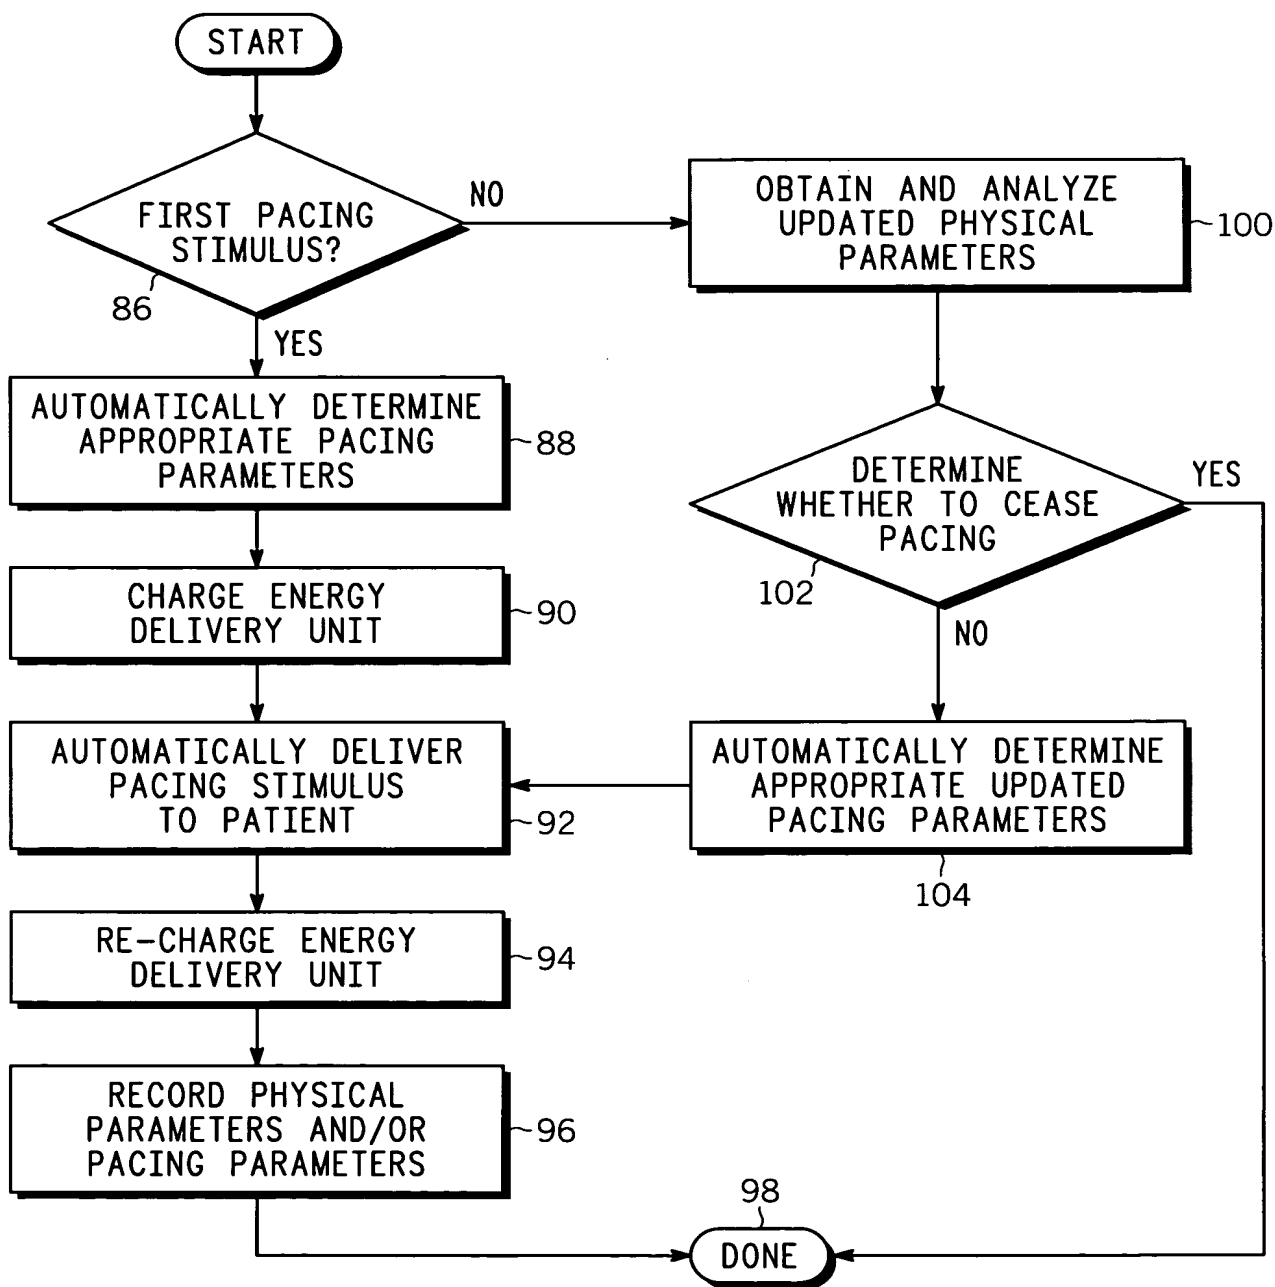 START
FIRST PACING
STIMULUS?
86
NO
YES
OBTAIN AND ANALYZE
UPDATED PHYSICAL
PARAMETERS
100
AUTOMATICALLY DETERMINE
APPROPRIATE PACING
PARAMETERS
88
DETERMINE
WHETHER TO CEASE
PACING
102
YES
NO
CHARGE ENERGY
DELIVERY UNIT
90
AUTOMATICALLY DELIVER
PACING STIMULUS
TO PATIENT
92
AUTOMATICALLY DETERMINE
APPROPRIATE UPDATED
PACING PARAMETERS
104
RE-CHARGE ENERGY
DELIVERY UNIT
94
RECORD PHYSICAL
PARAMETERS AND/OR
PACING PARAMETERS
96
98
DONE